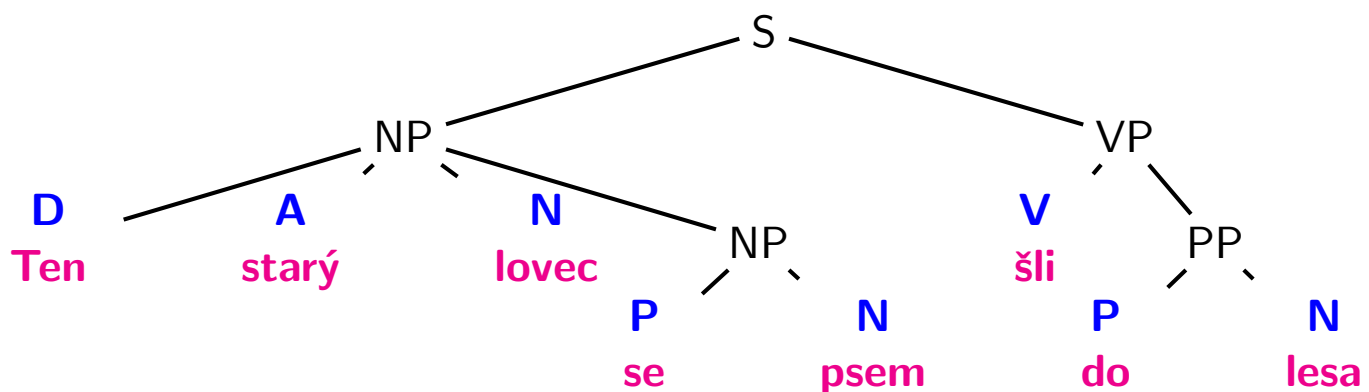 S
NP VP
D A N V
Ten starý lovec NP šli PP
P N P N
se psem do lesa